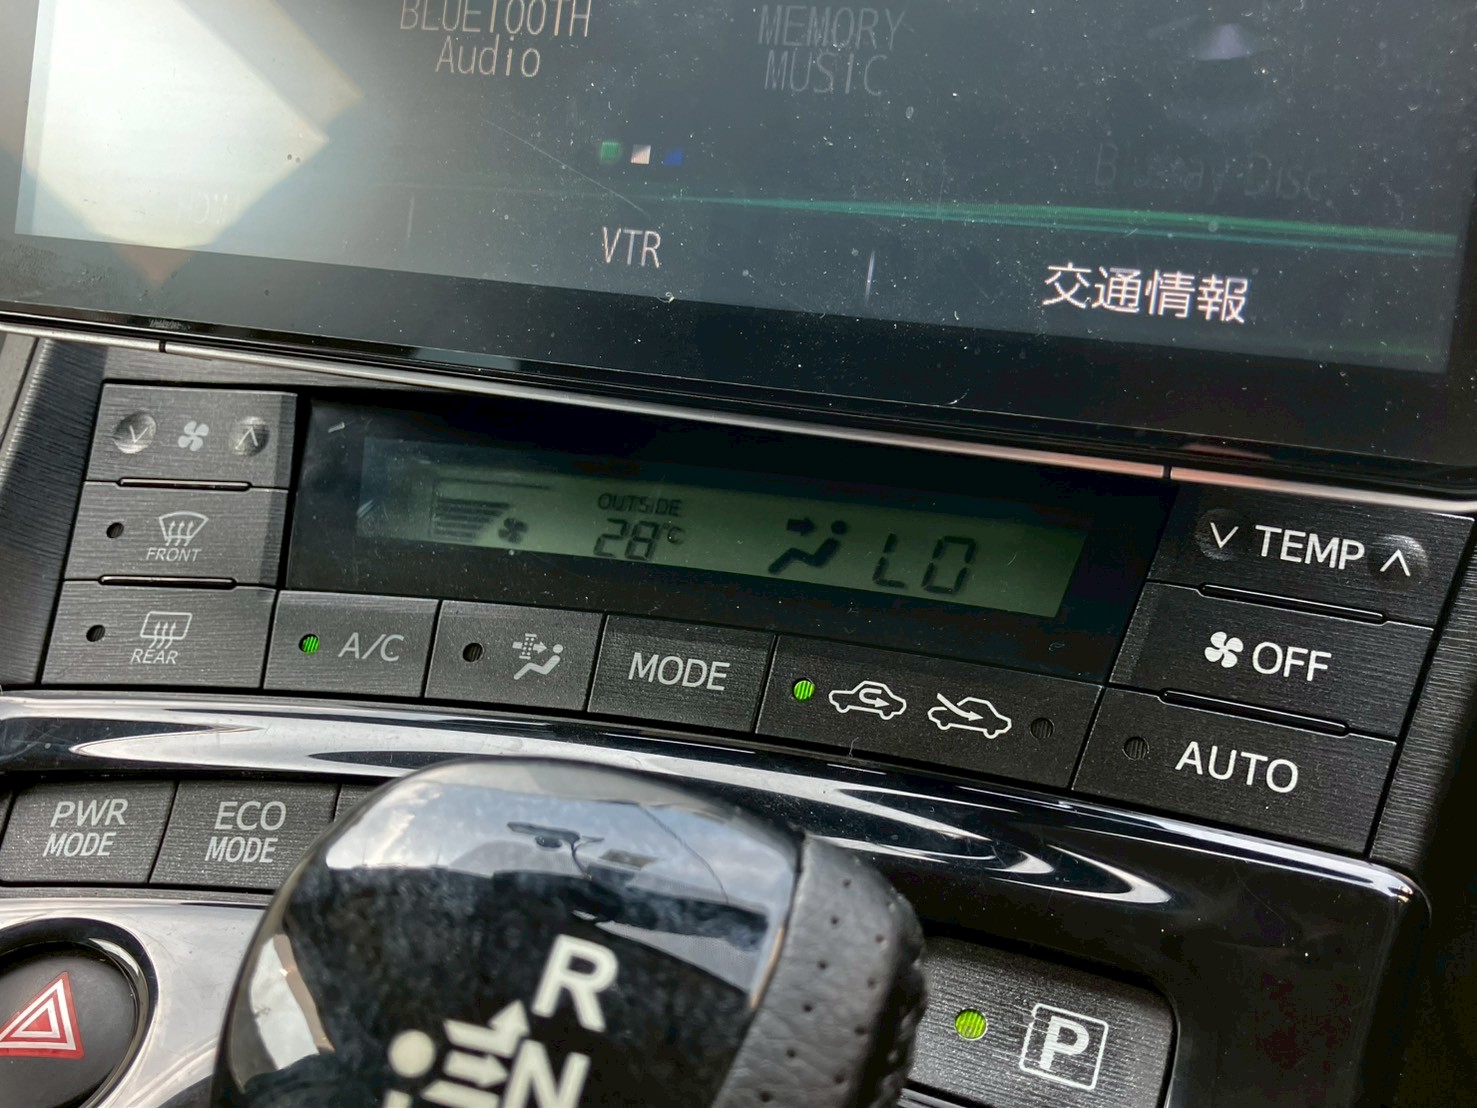 BLUETOOTH
Audio
MEMORY
MUSIC
VTR
交通情報
OUTSIDE
28℃
LO
TEMP
FRONT
OFF
REAR
A/C
MODE
AUTO
PWR
MODE
ECO
MODE
R
N
P